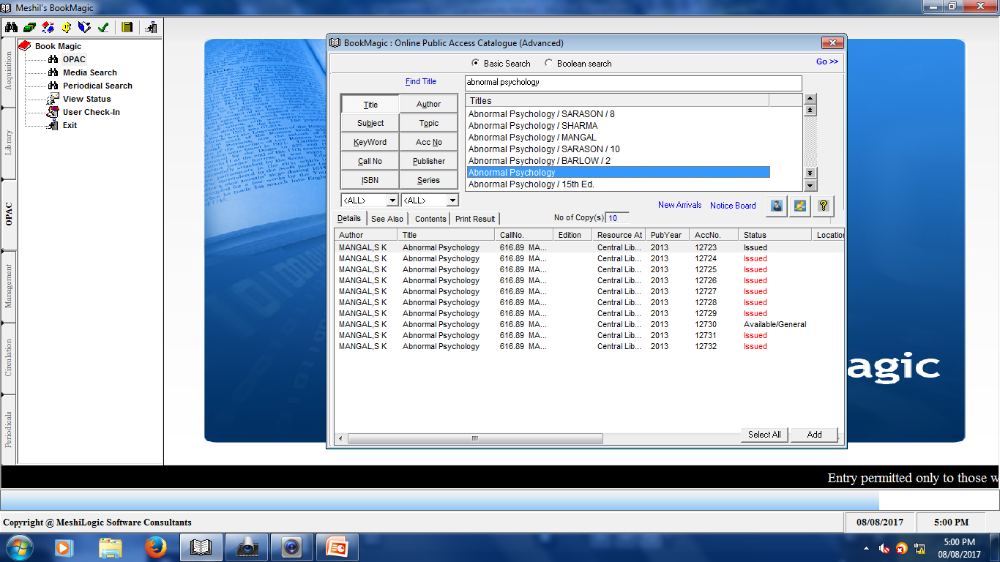 Meshil's BookMagic
Book Magic
OPAC
Media Search
Periodical Search
View Status
User Check-In
Exit
Acquisition
Library
OPAC
Management
Circulation
Periodicals
BookMagic : Online Public Access Catalogue (Advanced)
Basic Search Boolean search Go >>
Find Title abnormal psychology
Title Author
Subject Topic
KeyWord Acc No
Call No Publisher
ISBN Series
<ALL> <ALL>
Titles
Abnormal Psychology / SARASON / 8
Abnormal Psychology / SHARMA
Abnormal Psychology / MANGAL
Abnormal Psychology / SARASON / 10
Abnormal Psychology / BARLOW / 2
Abnormal Psychology
Abnormal Psychology / 15th Ed.
New Arrivals Notice Board
Details See Also Contents Print Result No of Copy(s) 10
Author Title CallNo. Edition Resource At PubYear AccNo. Status Location
MANGAL,S K Abnormal Psychology 616.89 MA... Central Lib... 2013 12723 Issued
MANGAL,S K Abnormal Psychology 616.89 MA... Central Lib... 2013 12724 Issued
MANGAL,S K Abnormal Psychology 616.89 MA... Central Lib... 2013 12725 Issued
MANGAL,S K Abnormal Psychology 616.89 MA... Central Lib... 2013 12726 Issued
MANGAL,S K Abnormal Psychology 616.89 MA... Central Lib... 2013 12727 Issued
MANGAL,S K Abnormal Psychology 616.89 MA... Central Lib... 2013 12728 Issued
MANGAL,S K Abnormal Psychology 616.89 MA... Central Lib... 2013 12729 Issued
MANGAL,S K Abnormal Psychology 616.89 MA... Central Lib... 2013 12730 Available/General
MANGAL,S K Abnormal Psychology 616.89 MA... Central Lib... 2013 12731 Issued
MANGAL,S K Abnormal Psychology 616.89 MA... Central Lib... 2013 12732 Issued
agic
Select All Add
Entry permitted only to those w
Copyright @ MeshiLogic Software Consultants 08/08/2017 5:00 PM
5:00 PM
08/08/2017